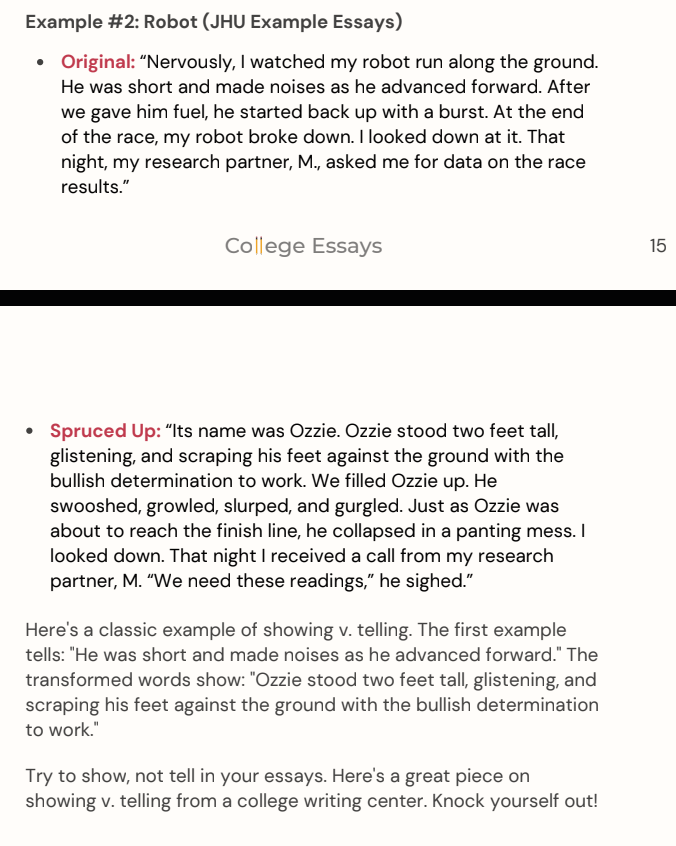 Example #2: Robot (JHU Example Essays)
• Original: “Nervously, I watched my robot run along the ground.
He was short and made noises as he advanced forward. After
we gave him fuel, he started back up with a burst. At the end
of the race, my robot broke down. I looked down at it. That
night, my research partner, M., asked me for data on the race
results.”
College Essays
15
• Spruced Up: “Its name was Ozzie. Ozzie stood two feet tall,
glistening, and scraping his feet against the ground with the
bullish determination to work. We filled Ozzie up. He
swooshed, growled, slurped, and gurgled. Just as Ozzie was
about to reach the finish line, he collapsed in a panting mess. I
looked down. That night I received a call from my research
partner, M. “We need these readings,” he sighed.”
Here's a classic example of showing v. telling. The first example
tells: "He was short and made noises as he advanced forward." The
transformed words show: "Ozzie stood two feet tall, glistening, and
scraping his feet against the ground with the bullish determination
to work."
Try to show, not tell in your essays. Here's a great piece on
showing v. telling from a college writing center. Knock yourself out!